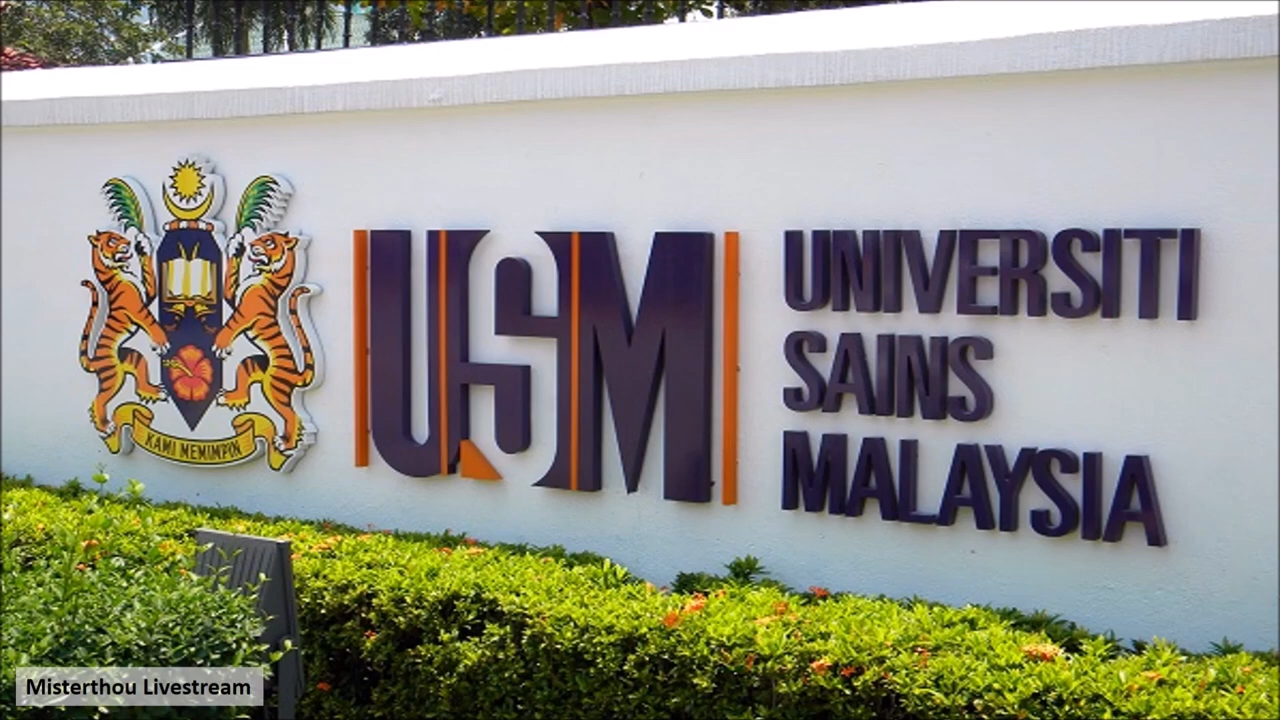 KAMI MEMIMPIN
USM
UNIVERSITI
SAINS
MALAYSIA
Misterthou Livestream